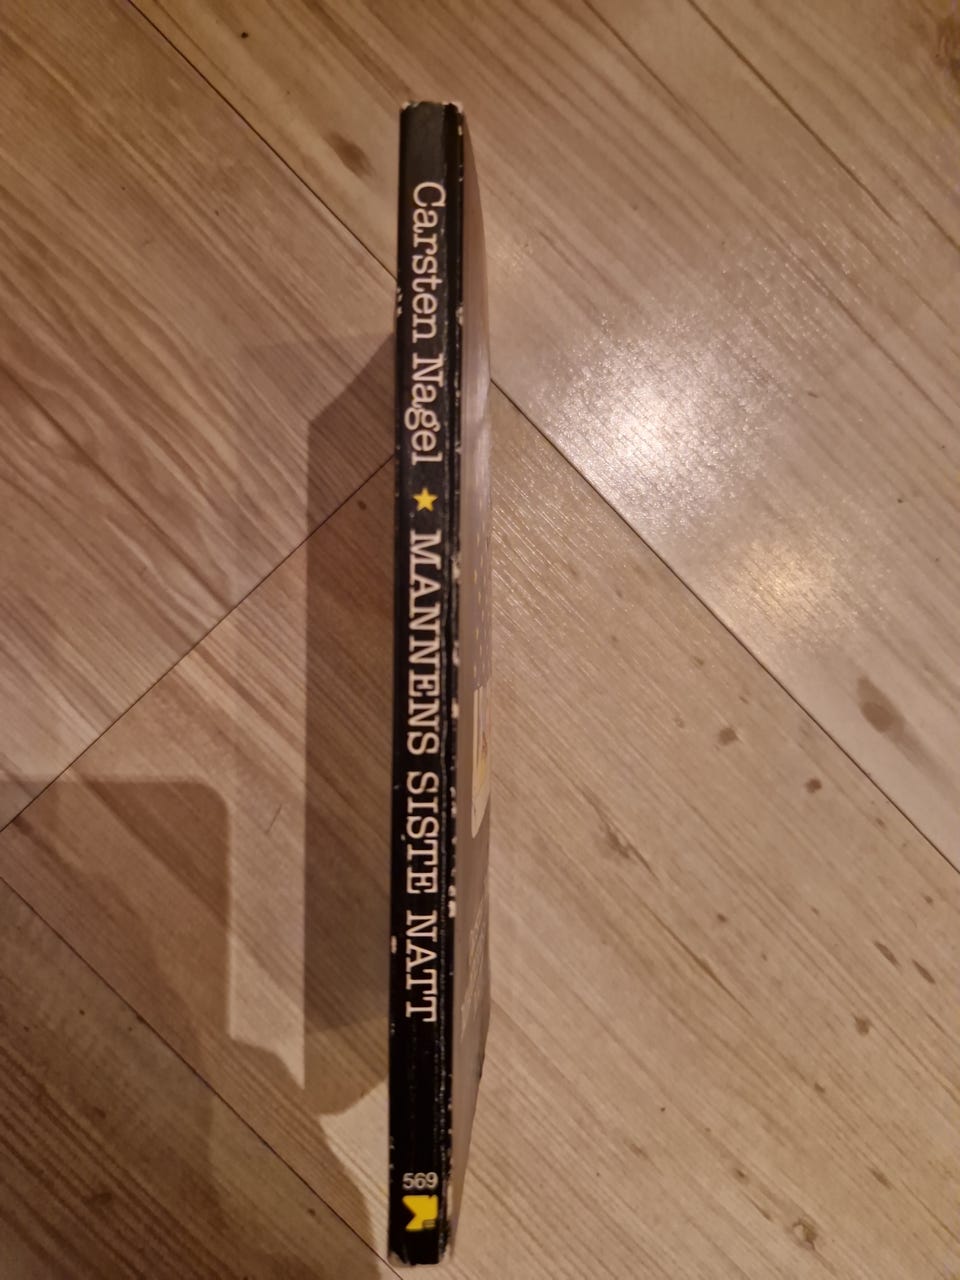 Carsten Nagel ★ MANNENS SISTE NATT
569